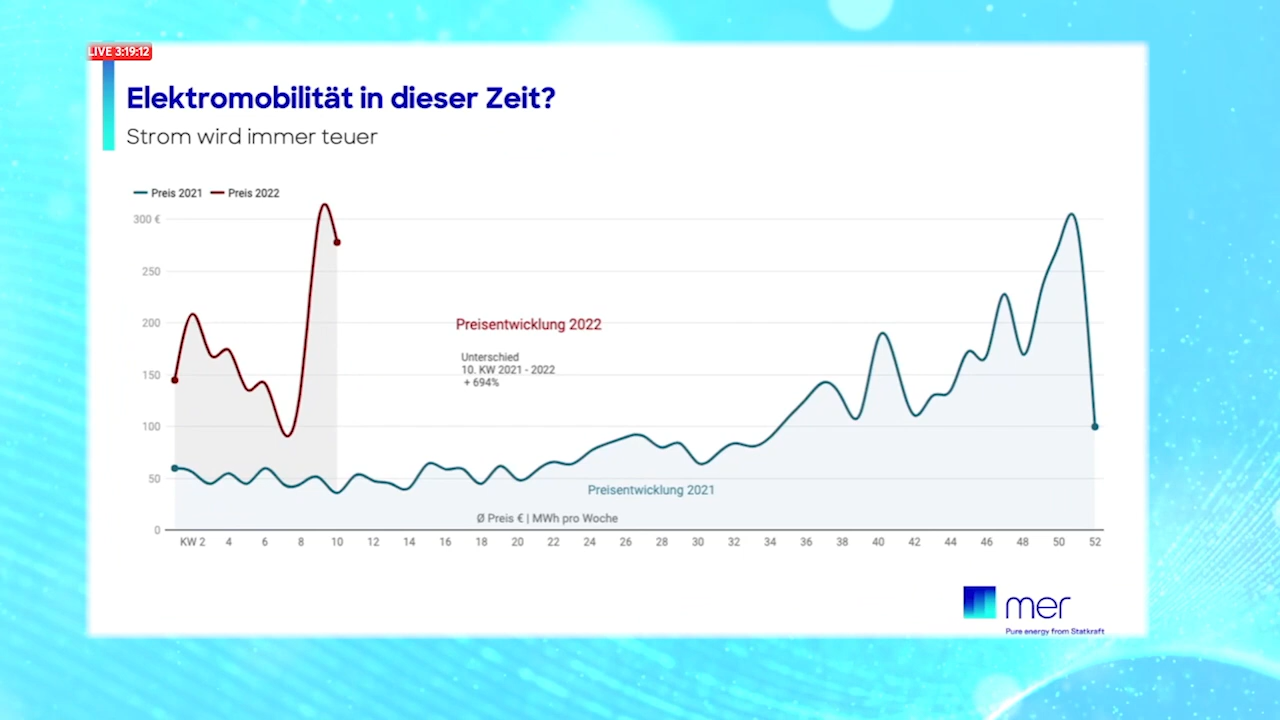 LIVE 3:19:12
Elektromobilität in dieser Zeit?
Strom wird immer teuer
Preis 2021 Preis 2022
300 €
250
200
150
100
50
0
Preisentwicklung 2022
Unterschied
10. KW 2021 - 2022
+ 694%
Preisentwicklung 2021
Ø Preis € | MWh pro Woche
KW 2 4 6 8 10 12 14 16 18 20 22 24 26 28 30 32 34 36 38 40 42 44 46 48 50 52
mer
Pure energy from Statkraft